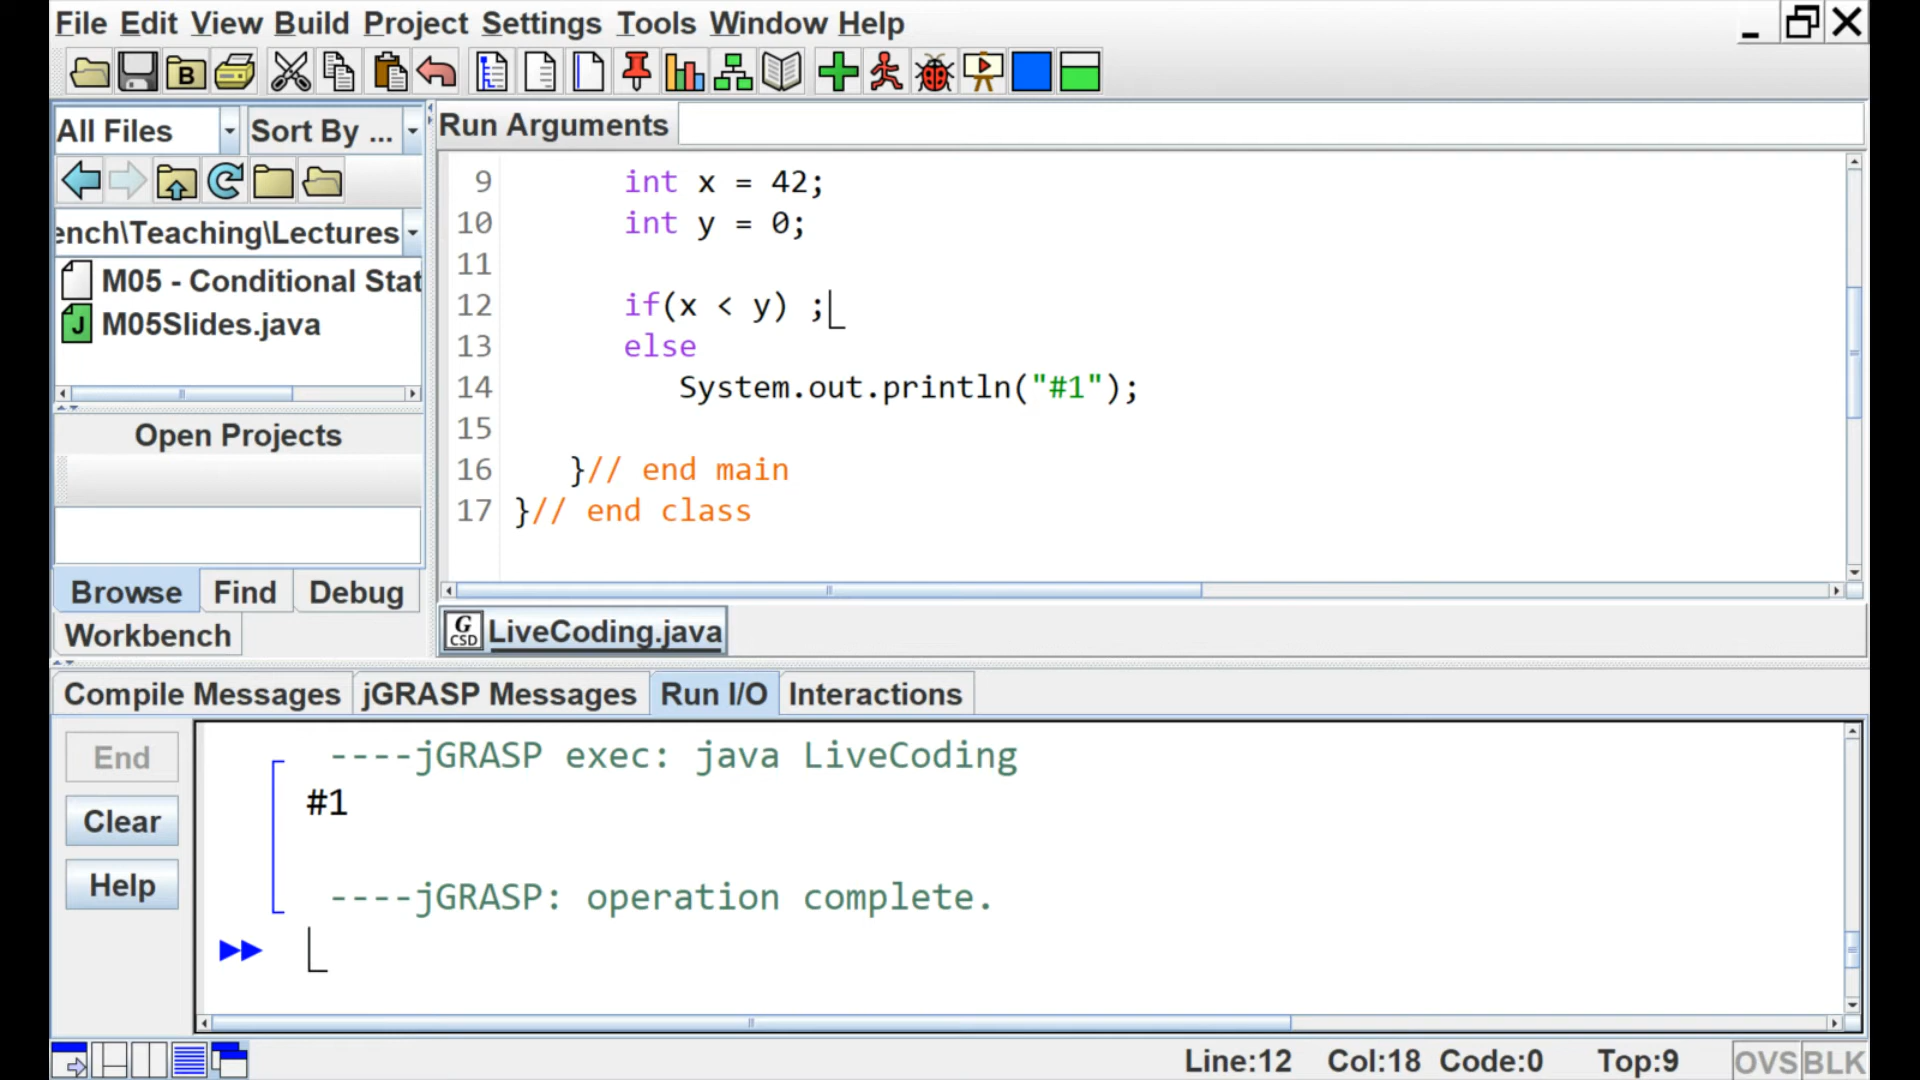 File Edit View Build Project Settings Tools Window Help
B
All Files
Sort By ...
Run Arguments
ench\Teaching\Lectures
M05 - Conditional Stat
J M05Slides.java
Open Projects
Browse Find Debug
Workbench
9 int x = 42;
10 int y = 0;
11
12 if(x < y) ;
13 else
14 System.out.println("#1");
15
16 }// end main
17 }// end class
G CSD LiveCoding.java
Compile Messages jGRASP Messages Run I/O Interactions
End
Clear
Help
----jGRASP exec: java LiveCoding
#1
----jGRASP: operation complete.
Line:12 Col:18 Code:0 Top:9 OVS BLK